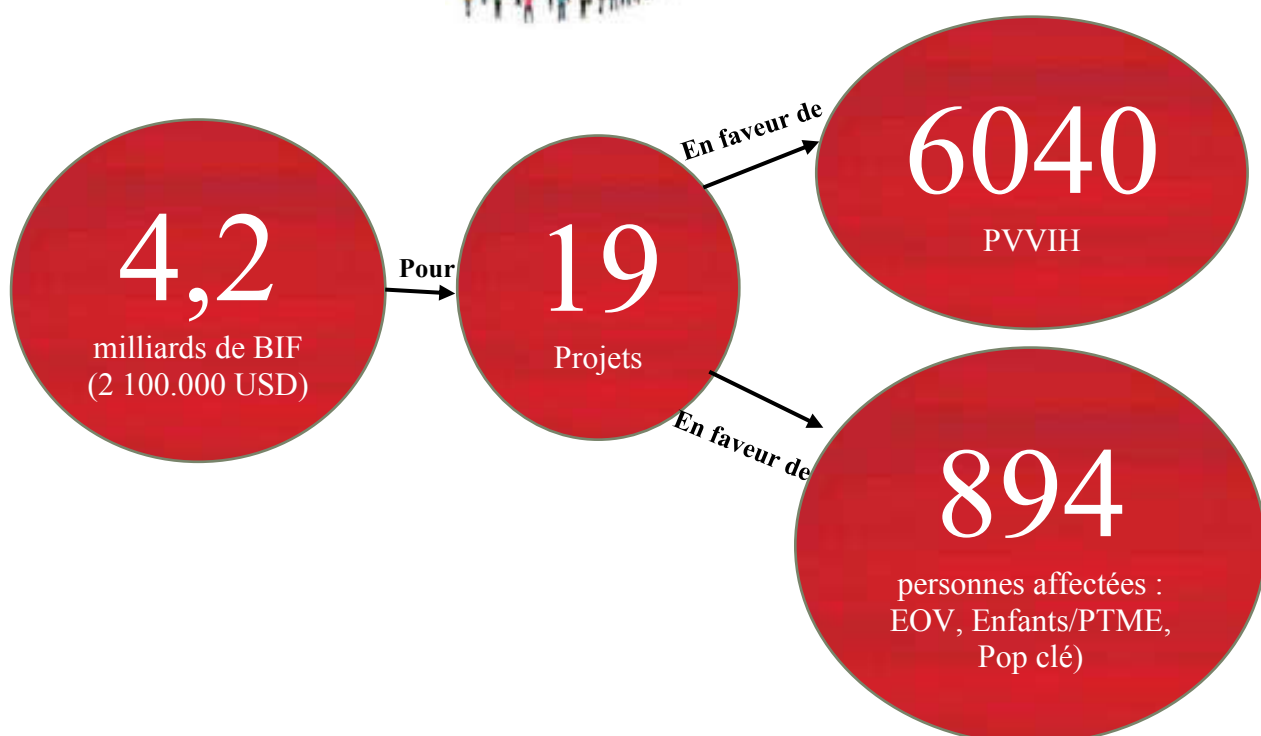 4,2
milliards de BIF
(2 100.000 USD)
Pour
19
Projets
En faveur de
6040
PVVIH
En faveur de
894
personnes affectées :
EOV, Enfants/PTME,
Pop clé)